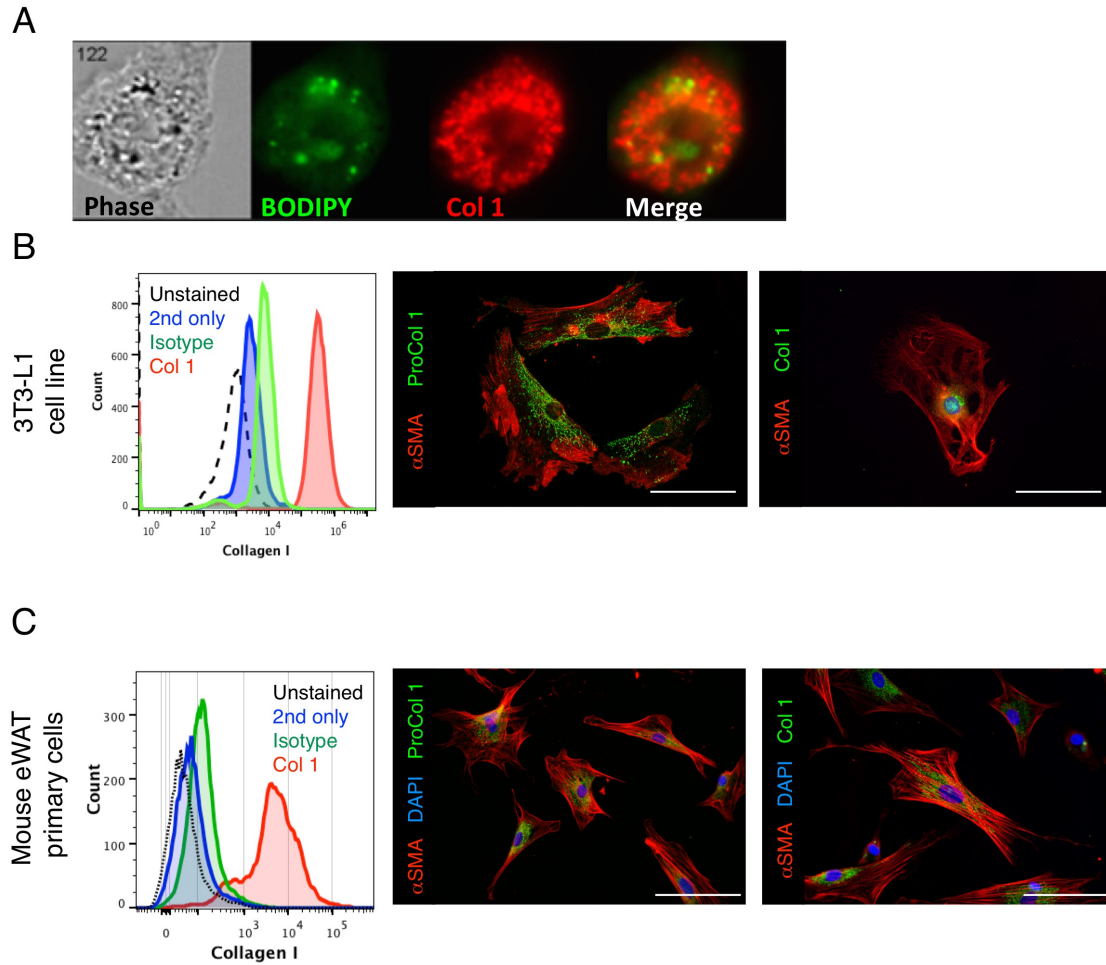 A
122
Phase
BODIPY
Col 1
Merge
B
3T3-L1
cell line
Count
800
600
400
200
0
Unstained
2nd only
Isotype
Col 1
10^0
10^2
10^4
10^6
Collagen I
αSMA ProCol 1
αSMA Col 1
C
Mouse eWAT
primary cells
Count
300
200
100
0
Unstained
2nd only
Isotype
Col 1
0
10^3
10^4
10^5
Collagen I
αSMA DAPI ProCol 1
αSMA DAPI Col 1